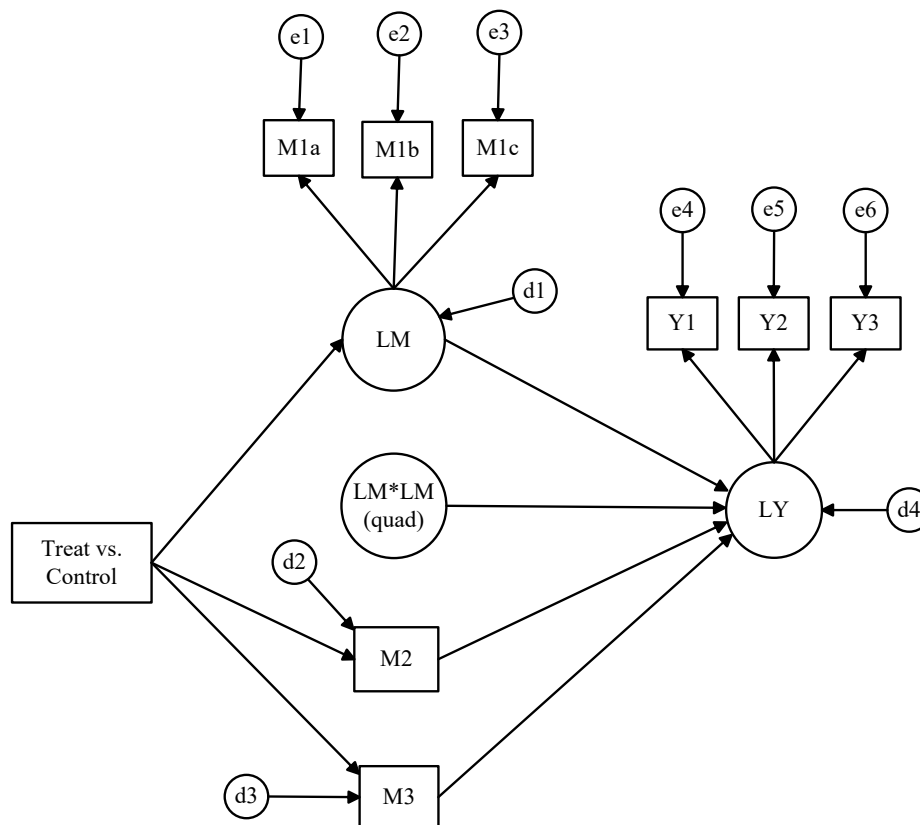 e1
e2
e3
M1a
M1b
M1c
e4
e5
e6
d1
LM
Y1
Y2
Y3
LM*LM
(quad)
LY
d4
Treat vs.
Control
d2
M2
d3
M3